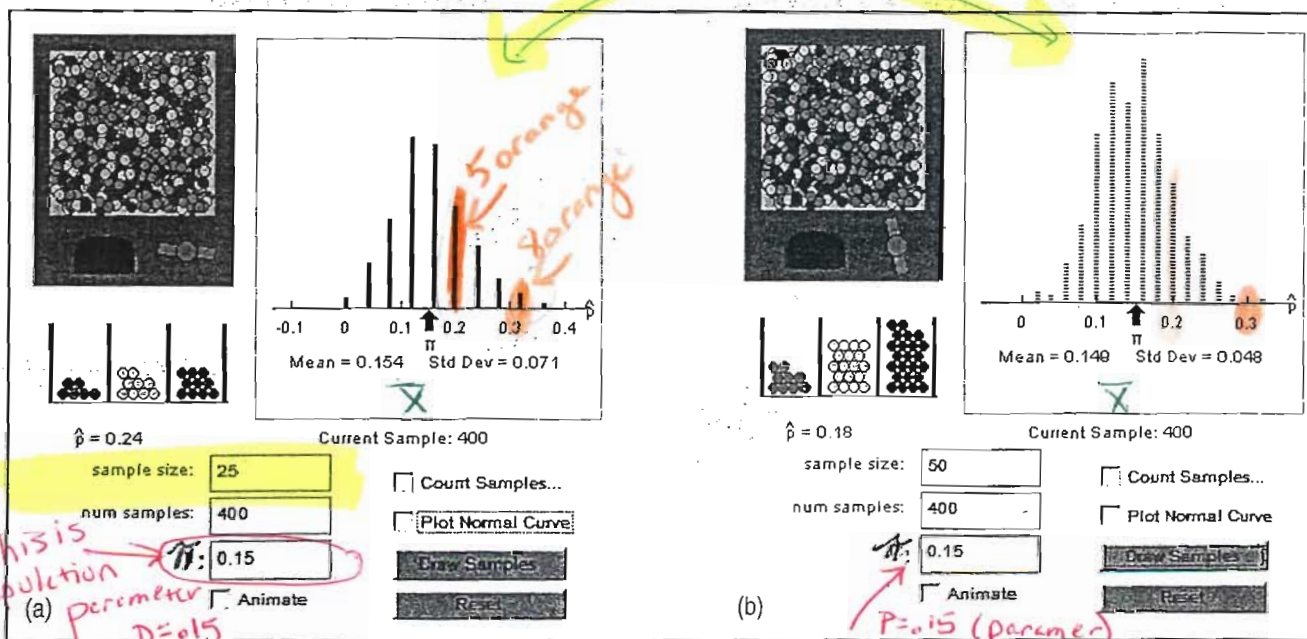 5 orange
8 orange
-0.1 0 0.1 0.2 0.3 0.4 p̂
π
Mean = 0.154 Std Dev = 0.071
X̄
p̂ = 0.24
Current Sample: 400
sample size: 25
Count Samples...
num samples: 400
Plot Normal Curve
π: 0.15
Draw Samples
Animate
Reset
parameter
(a)
p=.15
0 0.1 0.2 0.3 p̂
π
Mean = 0.149 Std Dev = 0.048
X̄
p̂ = 0.18
Current Sample: 400
sample size: 50
Count Samples...
num samples: 400
Plot Normal Curve
π: 0.15
Draw Samples
Animate
Reset
(b)
P=.15 (paramer)